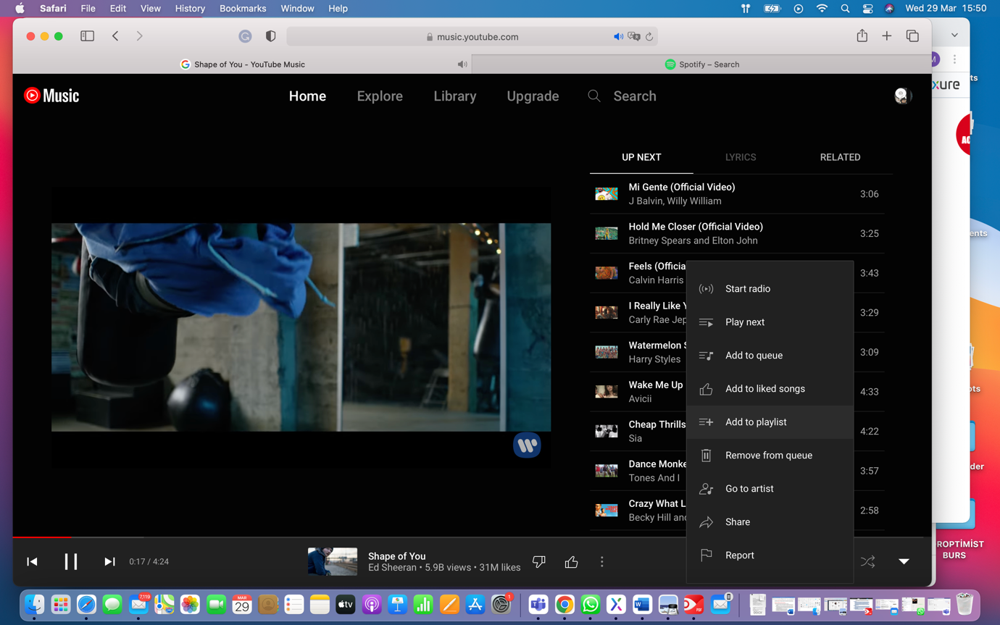 Safari File Edit View History Bookmarks Window Help Wed 29 Mar 15:50
music.youtube.com
Shape of You - YouTube Music
Spotify – Search
xure
Music
Home Explore Library Upgrade Search
UP NEXT LYRICS RELATED
Mi Gente (Official Video)
J Balvin, Willy William
3:06
Hold Me Closer (Official Video)
Britney Spears and Elton John
3:25
Feels (Officia
Calvin Harris
3:43
I Really Like Y
Carly Rae Jep
3:29
Watermelon S
Harry Styles
3:09
Wake Me Up
Avicii
4:33
Cheap Thrills
Sia
4:22
Dance Monke
Tones And I
3:57
Crazy What L
Becky Hill and
2:58
Start radio
Play next
Add to queue
Add to liked songs
Add to playlist
Remove from queue
Go to artist
Share
Report
0:17 / 4:24
Shape of You
Ed Sheeran • 5.9B views • 31M likes
ts
AC
ents
ots
der
ROPTİMİST
BURS
7,119
MAR
29
tv
1
PDF
DOCX